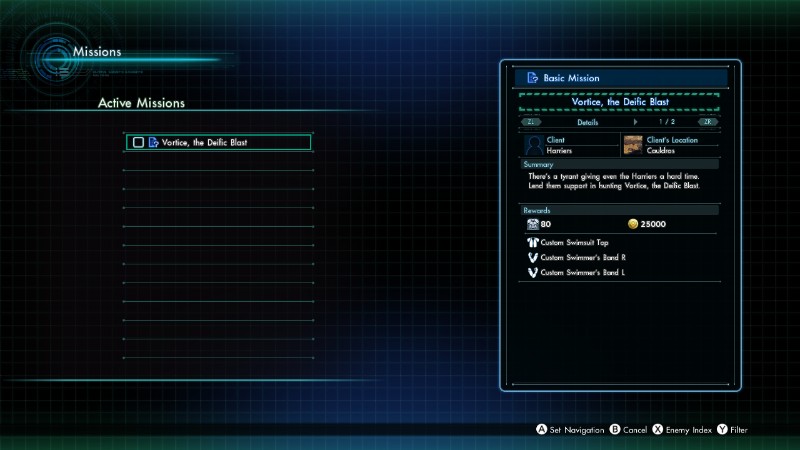 Missions
Active Missions
Vortice, the Deific Blast
Basic Mission
Vortice, the Deific Blast
ZL Details 1 / 2 ZR
Client
Harriers
Client's Location
Cauldros
Summary
There's a tyrant giving even the Harriers a hard time.
Lend them support in hunting Vortice, the Deific Blast.
Rewards
80
25000
Custom Swimsuit Top
Custom Swimmer's Band R
Custom Swimmer's Band L
A Set Navigation B Cancel X Enemy Index Y Filter